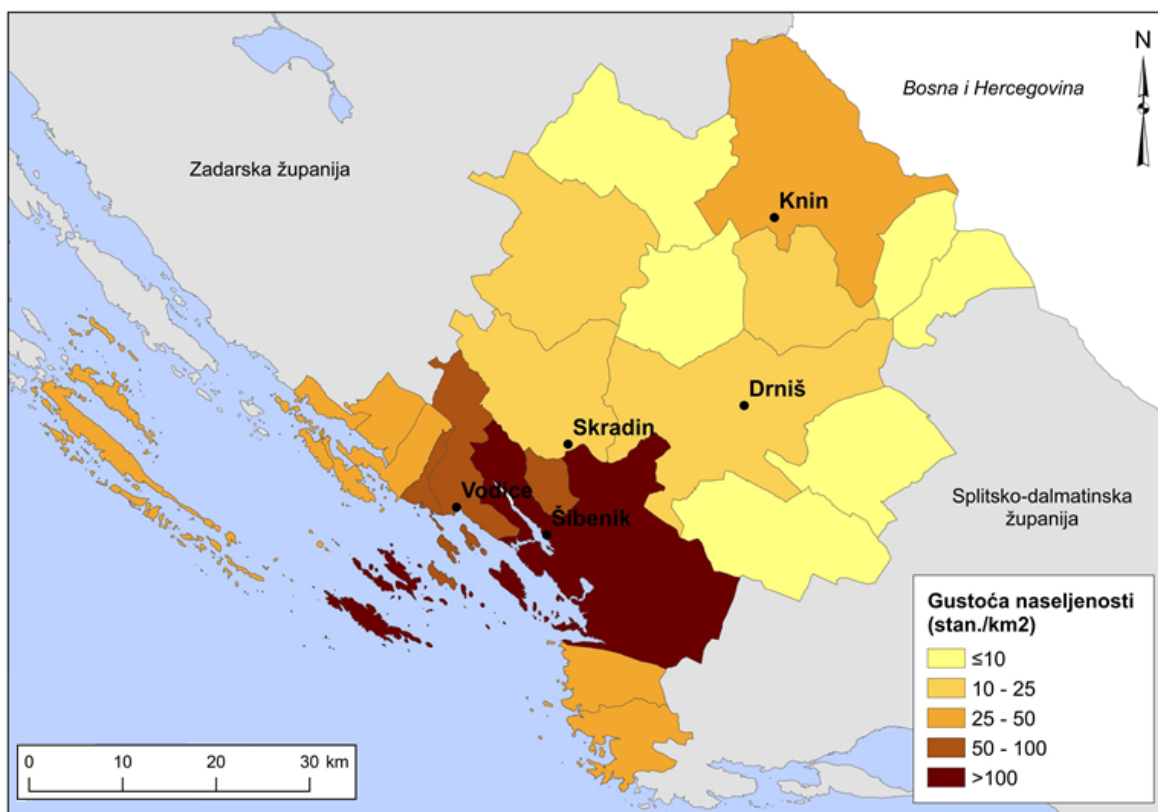 N
Bosna i Hercegovina
Zadarska županija
Knin
Drniš
Skradin
Vodice
Šibenik
Splitsko-dalmatinska
županija
Gustoća naseljenosti
(stan./km2)
≤10
10 - 25
25 - 50
50 - 100
>100
0 10 20 30 km